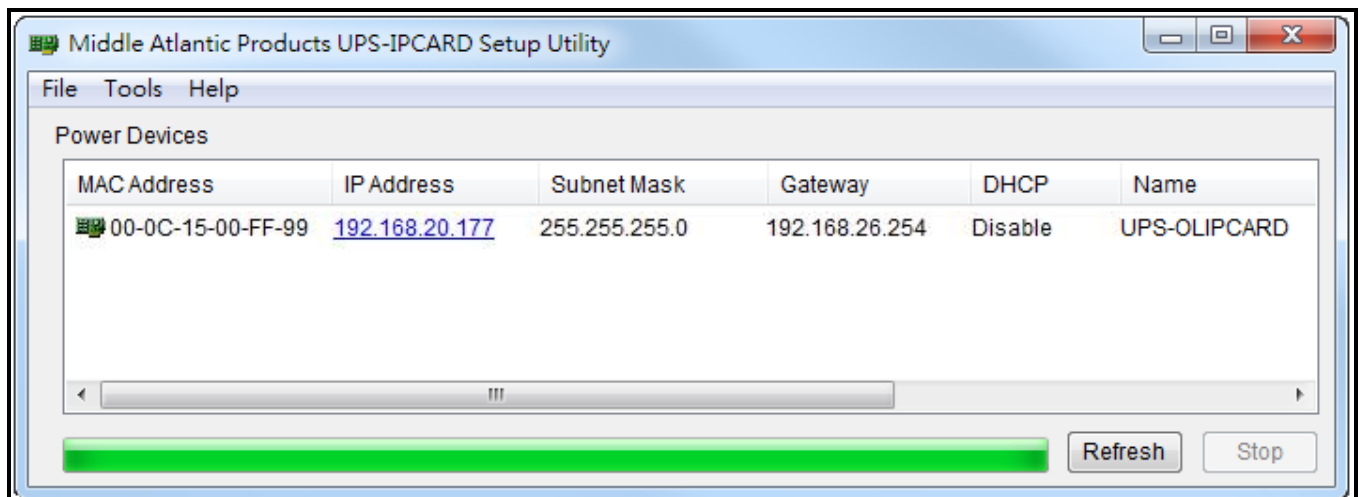 Middle Atlantic Products UPS-IPCARD Setup Utility
File Tools Help
Power Devices
MAC Address IP Address Subnet Mask Gateway DHCP Name
00-0C-15-00-FF-99 192.168.20.177 255.255.255.0 192.168.26.254 Disable UPS-OLIPCARD
Refresh Stop